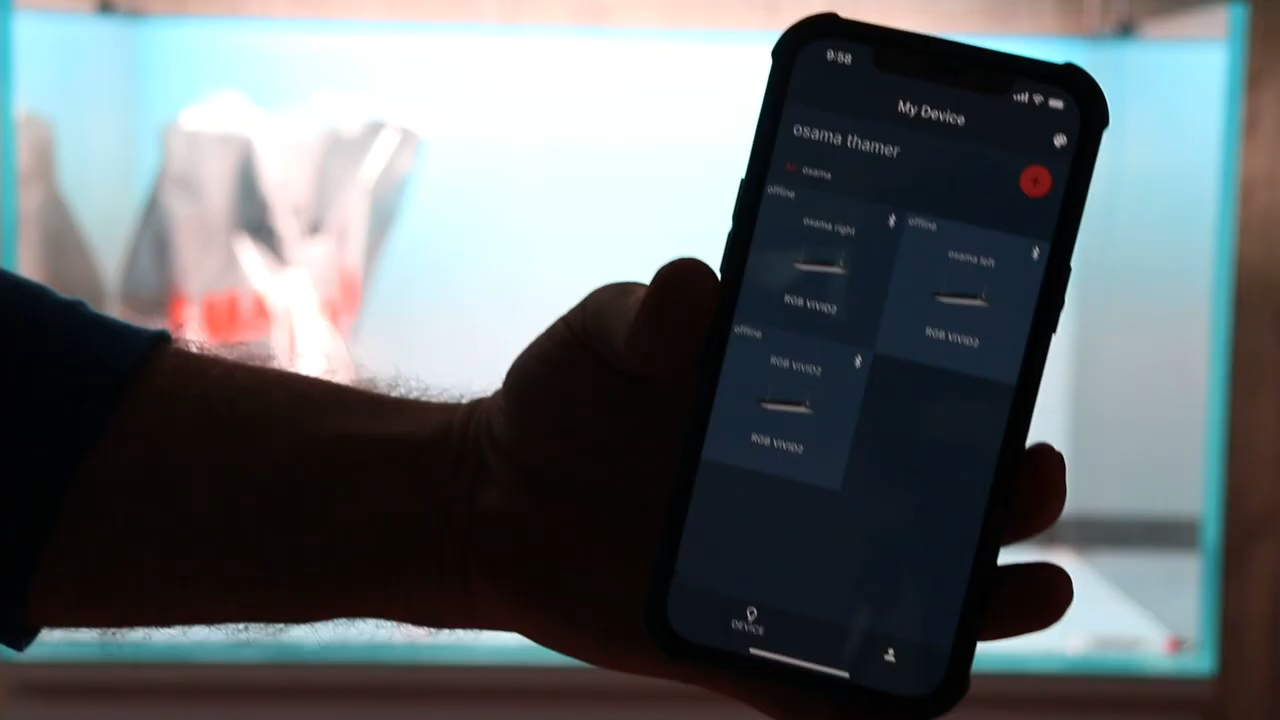 9:58
My Device
osama thamer
osama
offline
osama right
RGB VIVID2
offline
osama left
RGB VIVID2
offline
RGB VIVID2
RGB VIVID2
DEVICE